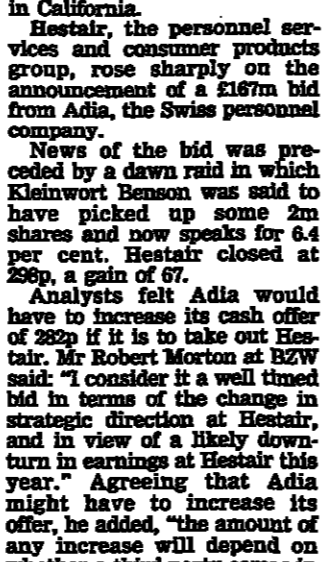 in California.
Hestair, the personnel ser-
vices and consumer products
group, rose sharply on the
announcement of a £167m bid
from Adia, the Swiss personnel
company.
News of the bid was pre-
ceded by a dawn raid in which
Kleinwort Benson was said to
have picked up some 2m
shares and now speaks for 6.4
per cent. Hestair closed at
298p, a gain of 67.
Analysts felt Adia would
have to increase its cash offer
of 282p if it is to take out Hes-
tair. Mr Robert Morton at BZW
said: "I consider it a well timed
bid in terms of the change in
strategic direction at Hestair,
and in view of a likely down-
turn in earnings at Hestair this
year." Agreeing that Adia
might have to increase its
offer, he added, "the amount of
any increase will depend on
whether a third party comes in